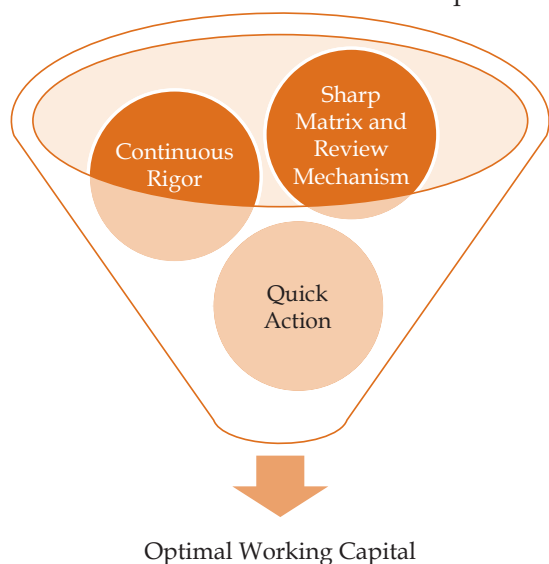 Continuous
Rigor
Sharp
Matrix and
Review
Mechanism
Quick
Action
Optimal Working Capital